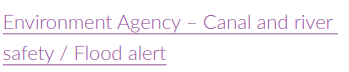 Environment Agency – Canal and river
safety / Flood alert